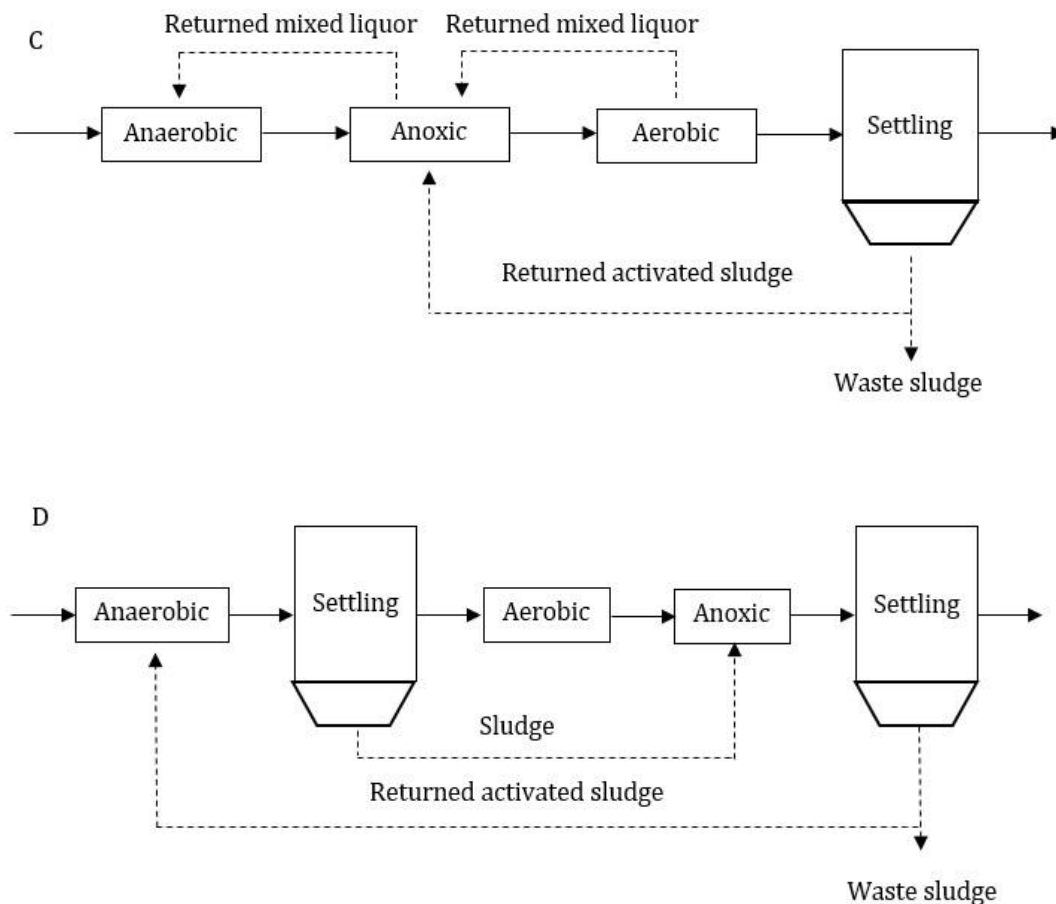 C
Returned mixed liquor
Returned mixed liquor
Anaerobic
Anoxic
Aerobic
Settling
Returned activated sludge
Waste sludge
D
Anaerobic
Settling
Aerobic
Anoxic
Settling
Sludge
Returned activated sludge
Waste sludge